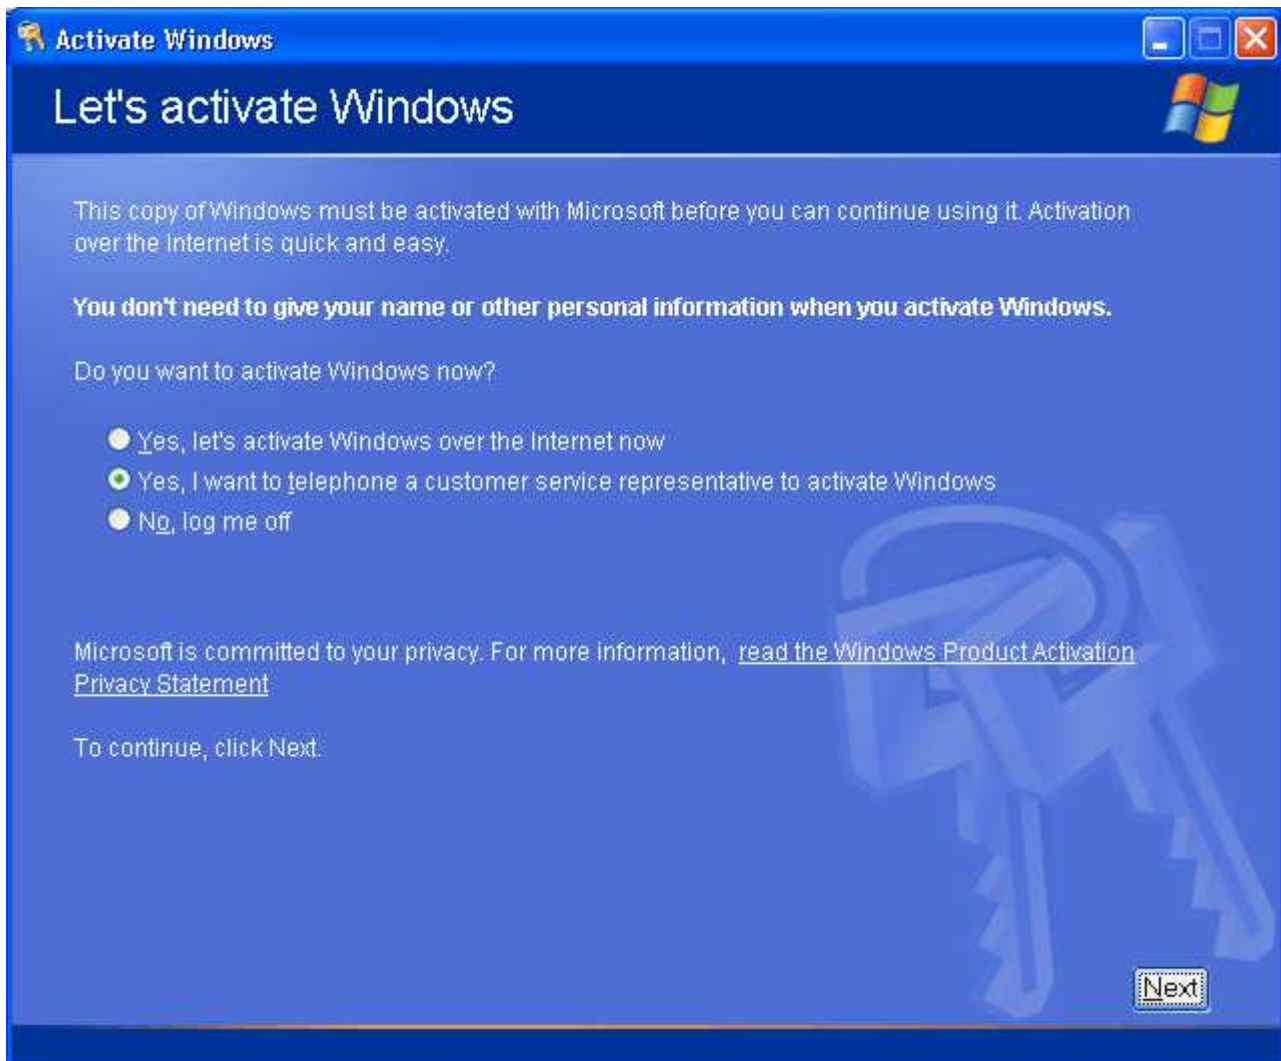 Activate Windows
Let's activate Windows
This copy of Windows must be activated with Microsoft before you can continue using it. Activation
over the Internet is quick and easy.
You don't need to give your name or other personal information when you activate Windows.
Do you want to activate Windows now?
Yes, let's activate Windows over the Internet now
Yes, I want to telephone a customer service representative to activate Windows
No, log me off
Microsoft is committed to your privacy. For more information, read the Windows Product Activation
Privacy Statement
To continue, click Next.
Next